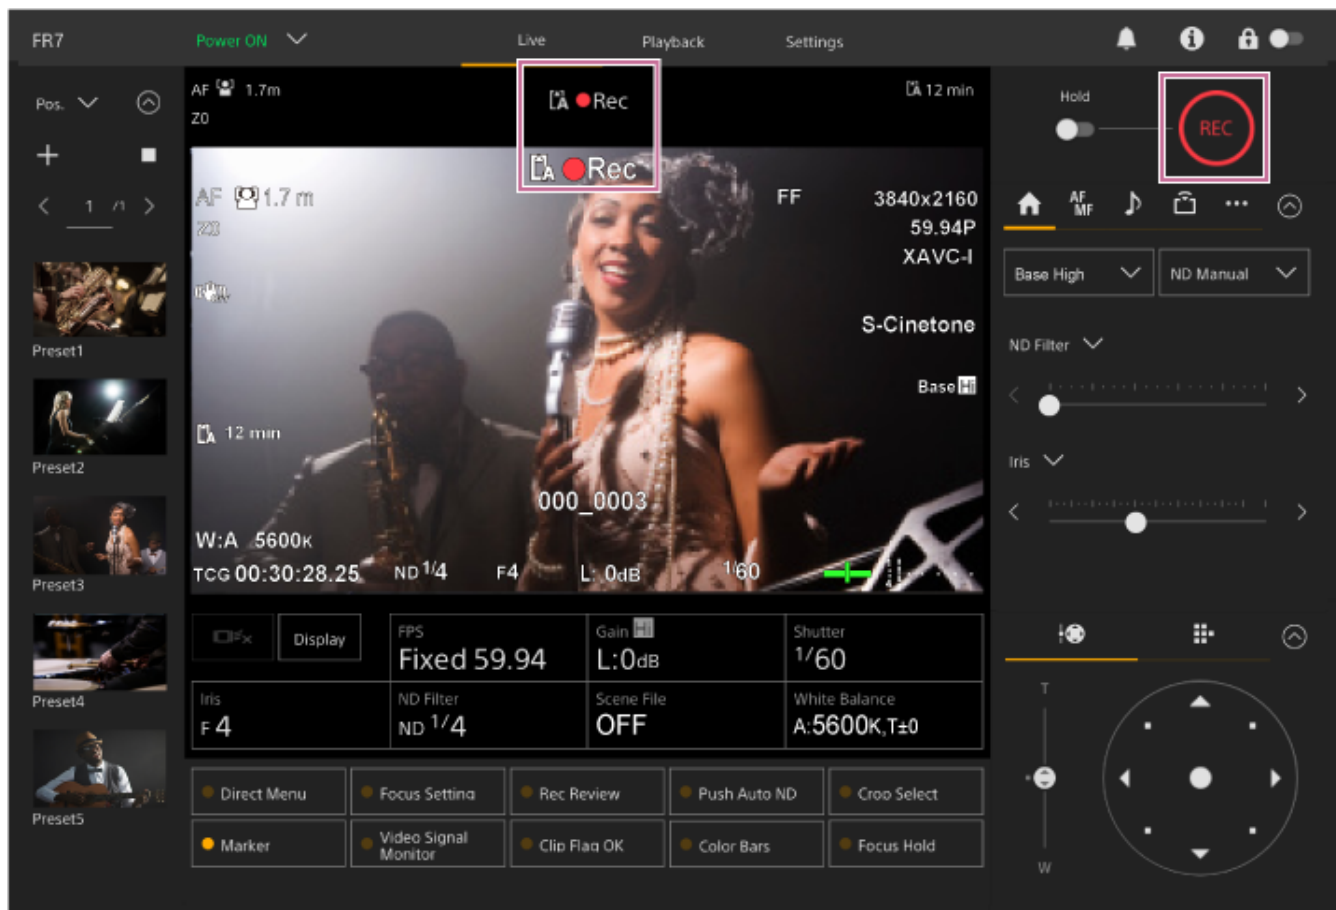 FR7
Power ON
Live
Playback
Settings
Pos.
1 /1
Preset1
Preset2
Preset3
Preset4
Preset5
AF 1.7m
Z0
A Rec
A 12 min
A Rec
AF 1.7 m
Z0
FF
3840x2160
59.94P
XAVC-I
S-Cinetone
Base Hi
A 12 min
000_0003
W:A 5600K
TCG 00:30:28.25 ND 1/4 F4 L: 0dB 1/60
Display
FPS
Fixed 59.94
Gain Hi
L:0dB
Shutter
1/60
Iris
F 4
ND Filter
ND 1/4
Scene File
OFF
White Balance
A:5600K,T±0
Direct Menu
Focus Setting
Rec Review
Push Auto ND
Crop Select
Marker
Video Signal
Monitor
Clip Flag OK
Color Bars
Focus Hold
Hold
REC
AF
MF
Base High
ND Manual
ND Filter
Iris
T
W